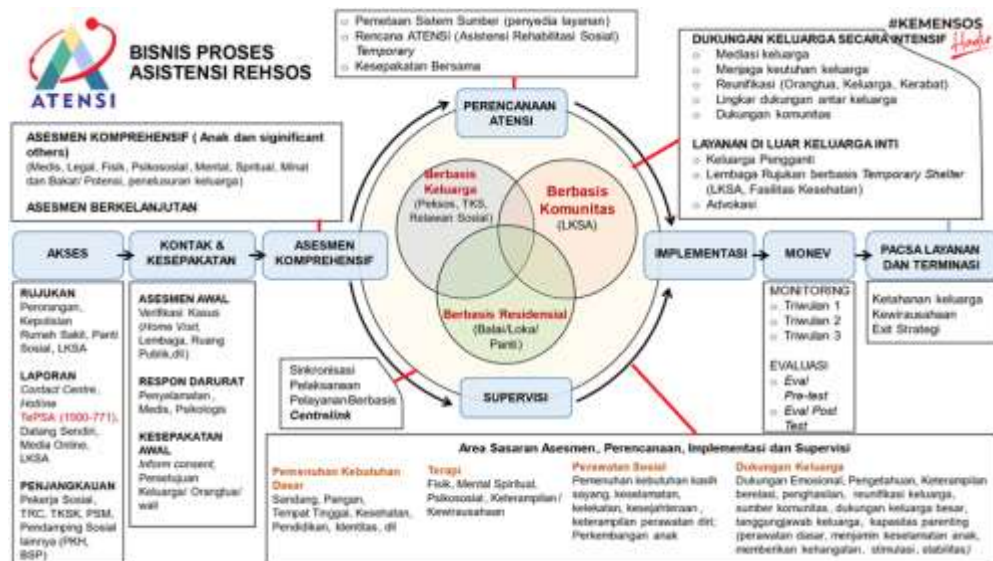 ATENSI
BISNIS PROSES
ASISTENSI REHSOS
o Pemetaan Sistem Sumber (penyedia layanan)
o Rencana ATENSI (Asistensi Rehabilitasi Sosial)
Temporary
o Kesepakatan Bersama
#KEMENSOS
Hadir
DUKUNGAN KELUARGA SECARA INTENSIF
o Mediasi keluarga
o Menjaga keutuhan keluarga
o Reunifikasi (Orangtua, Keluarga, Kerabat)
o Lingkar dukungan antar keluarga
o Dukungan komunitas
LAYANAN DI LUAR KELUARGA INTI
o Keluarga Pengganti
o Lembaga Rujukan berbasis Temporary Shelter
(LKSA, Fasilitas Kesehatan)
o Advokasi
ASESMEN KOMPREHENSIF ( Anak dan siginificant
others)
(Medis, Legal, Fisik, Psikososial, Mental, Spritual, Minat
dan Bakat/ Potensi, penelusuran keluarga)
ASESMEN BERKELANJUTAN
PERENCANAAN
ATENSI
Berbasis
Keluarga
(Peksos, TKS,
Relawan Sosial)
Berbasis
Komunitas
(LKSA)
Berbasis Residensial
(Balai/Loka/
Panti)
AKSES
KONTAK &
KESEPAKATAN
ASESMEN
KOMPREHENSIF
IMPLEMENTASI
MONEV
PACSA LAYANAN
DAN TERMINASI
SUPERVISI
RUJUKAN
Perorangan,
Kepolisian
Rumah Sakit, Panti
Sosial, LKSA
LAPORAN
Contact Centre,
Hotline
TePSA (1500-771),
Datang Sendiri,
Media Online,
LKSA
PENJANGKAUAN
Pekerja Sosial,
TRC, TKSK, PSM,
Pendamping Sosial
lainnya (PKH,
BSP)
ASESMEN AWAL
Verifikasi Kasus
(Home Visit,
Lembaga, Ruang
Publik,dll)
RESPON DARURAT
Penyelamatan,
Medis, Psikologis
KESEPAKATAN
AWAL
Inform consent,
Persetujuan
Keluarga/ Orangtua/
wali
Sinkronisasi
Pelaksanaan
PelayananBerbasis
Centrelink
MONITORING
o Triwulan 1
o Triwulan 2
o Triwulan 3
EVALUASI
o Eval
Pre-test
o Eval Post
Test
Ketahanan keluarga
Kewirausahaan
Exit Strategi
Area Sasaran Asesmen, Perencanaan, Implementasi dan Supervisi
Pemenuhan Kebutuhan
Dasar
Sandang, Pangan,
Tempat Tinggal, Kesehatan,
Pendidikan, Identitas, dll
Terapi
Fisik, Mental Spiritual,
Psikososial, Keterampilan /
Kewirausahaan
Perawatan Sosial
Pemenuhan kebutuhan kasih
sayang, keselamatan,
kelekatan, kesejahteraan ,
keterampilan perawatan diri;
Perkembangan anak
Dukungan Keluarga
Dukungan Emosional, Pengetahuan, Keterampilan
berelasi, penghasilan, reunifikasi keluarga,
sumber komunitas, dukungan keluarga besar,
tanggungjawab keluarga, kapasitas parenting
(perawatan dasar, menjamin keselamatan anak,
memberikan kehangatan, stimulasi, stabilitas)